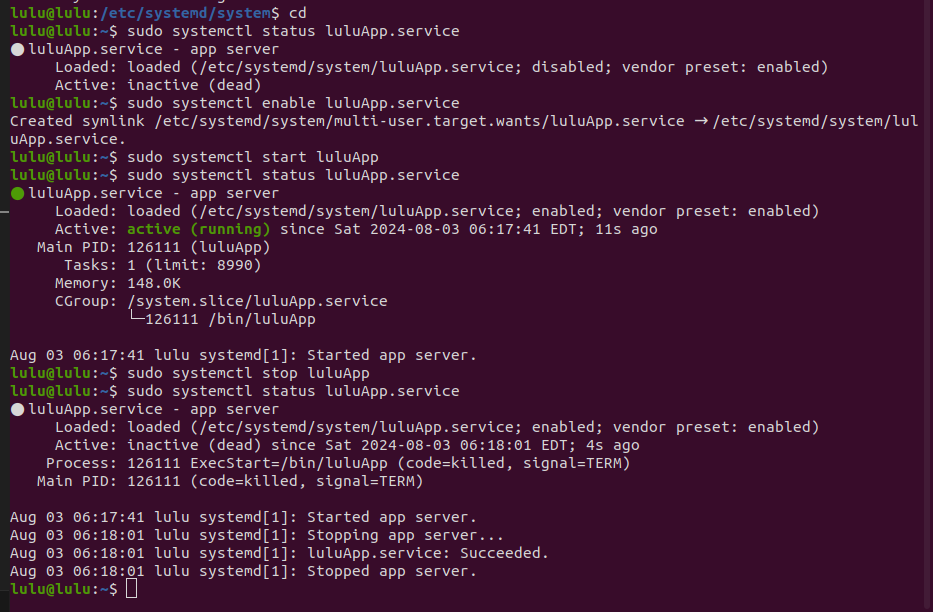 lulu@lulu:/etc/systemd/system$ cd
lulu@lulu:~$ sudo systemctl status luluApp.service
● luluApp.service - app server
     Loaded: loaded (/etc/systemd/system/luluApp.service; disabled; vendor preset: enabled)
     Active: inactive (dead)
lulu@lulu:~$ sudo systemctl enable luluApp.service
Created symlink /etc/systemd/system/multi-user.target.wants/luluApp.service → /etc/systemd/system/lul
uApp.service.
lulu@lulu:~$ sudo systemctl start luluApp
lulu@lulu:~$ sudo systemctl status luluApp.service
● luluApp.service - app server
     Loaded: loaded (/etc/systemd/system/luluApp.service; enabled; vendor preset: enabled)
     Active: active (running) since Sat 2024-08-03 06:17:41 EDT; 11s ago
   Main PID: 126111 (luluApp)
      Tasks: 1 (limit: 8990)
     Memory: 148.0K
     CGroup: /system.slice/luluApp.service
             └─126111 /bin/luluApp

Aug 03 06:17:41 lulu systemd[1]: Started app server.
lulu@lulu:~$ sudo systemctl stop luluApp
lulu@lulu:~$ sudo systemctl status luluApp.service
● luluApp.service - app server
     Loaded: loaded (/etc/systemd/system/luluApp.service; enabled; vendor preset: enabled)
     Active: inactive (dead) since Sat 2024-08-03 06:18:01 EDT; 4s ago
    Process: 126111 ExecStart=/bin/luluApp (code=killed, signal=TERM)
   Main PID: 126111 (code=killed, signal=TERM)

Aug 03 06:17:41 lulu systemd[1]: Started app server.
Aug 03 06:18:01 lulu systemd[1]: Stopping app server...
Aug 03 06:18:01 lulu systemd[1]: luluApp.service: Succeeded.
Aug 03 06:18:01 lulu systemd[1]: Stopped app server.
lulu@lulu:~$